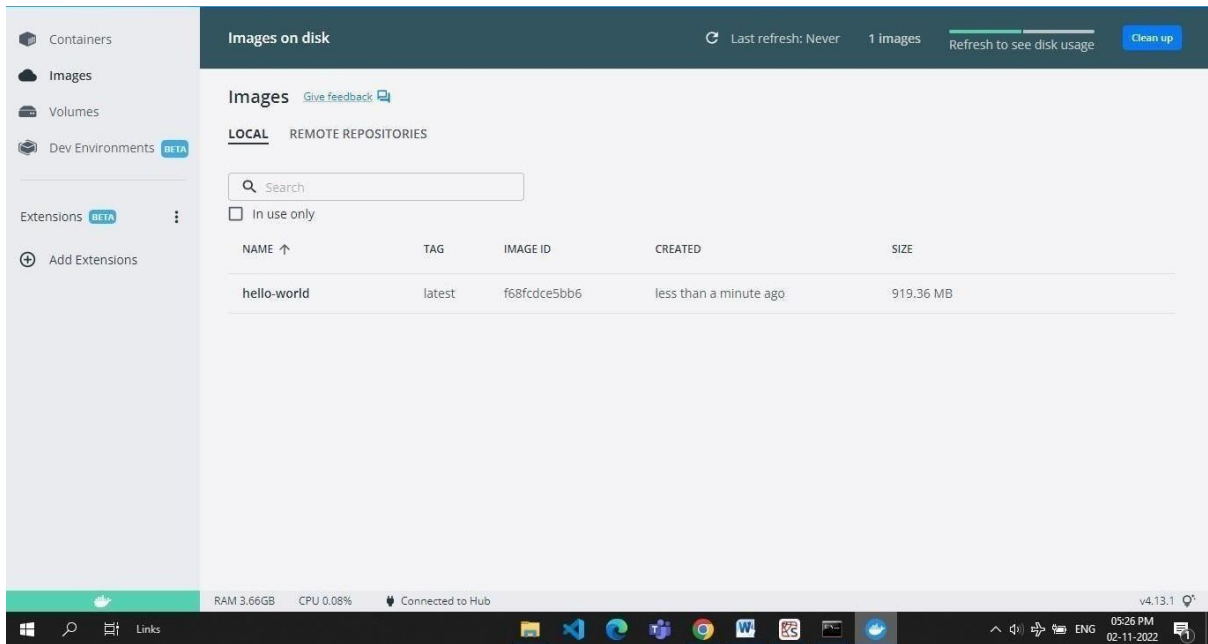 Containers
Images
Volumes
Dev Environments BETA
Extensions BETA
Add Extensions
Images on disk
Last refresh: Never
1 images
Refresh to see disk usage
Clean up
Images Give feedback
LOCAL REMOTE REPOSITORIES
Search
In use only
NAME TAG IMAGE ID CREATED SIZE
hello-world latest f68fcdce5bb6 less than a minute ago 919.36 MB
RAM 3.66GB CPU 0.08% Connected to Hub v4.13.1
Links ENG 05:26 PM
02-11-2022